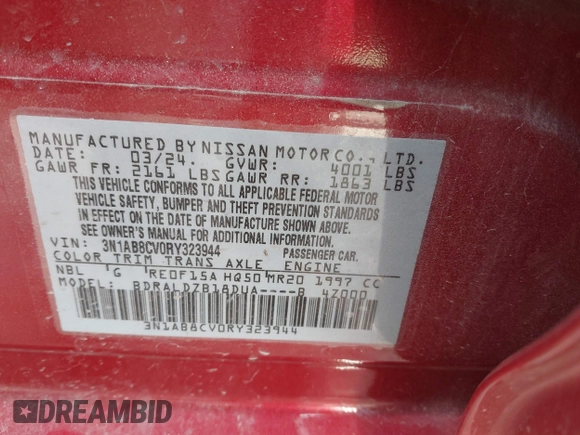 MANUFACTURED BY NISSAN MOTOR CO., LTD.
DATE: 03/24. GVWR: 4001 LBS
GAWR FR: 2161 LBS GAWR RR: 1863 LBS
THIS VEHICLE CONFORMS TO ALL APPLICABLE FEDERAL MOTOR
VEHICLE SAFETY, BUMPER, AND THEFT PREVENTION STANDARDS
IN EFFECT ON THE DATE OF MANUFACTURE SHOWN ABOVE.
SEE OWNER'S MANUAL FOR ADDITIONAL INFORMATION.
VIN: 3N1AB8CV0RY323944 PASSENGER CAR.
COLOR TRIM TRANS AXLE ENGINE
NBL G RE0F15A HQ50 MR20 1997 CC
MODEL: BDRALDZB18DUA----B 47000
3N1AB8CV0RY323944
DREAMBID